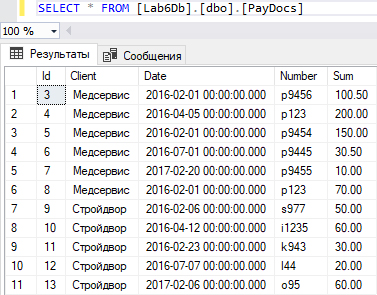 SELECT * FROM [Lab6Db].[dbo].[PayDocs]
100 %
Результаты Сообщения
Id Client Date Number Sum
1 3 Медсервис 2016-02-01 00:00:00.000 p9456 100.50
2 4 Медсервис 2016-04-05 00:00:00.000 p123 200.00
3 5 Медсервис 2016-02-01 00:00:00.000 p9454 150.00
4 6 Медсервис 2016-07-01 00:00:00.000 p9445 30.50
5 7 Медсервис 2017-02-20 00:00:00.000 p9455 10.00
6 8 Медсервис 2016-02-01 00:00:00.000 p123 70.00
7 9 Стройдвор 2016-02-06 00:00:00.000 s977 50.00
8 10 Стройдвор 2016-04-12 00:00:00.000 i1235 60.00
9 11 Стройдвор 2016-02-23 00:00:00.000 k943 30.00
10 12 Стройдвор 2016-07-07 00:00:00.000 l44 20.00
11 13 Стройдвор 2017-02-06 00:00:00.000 o95 60.00